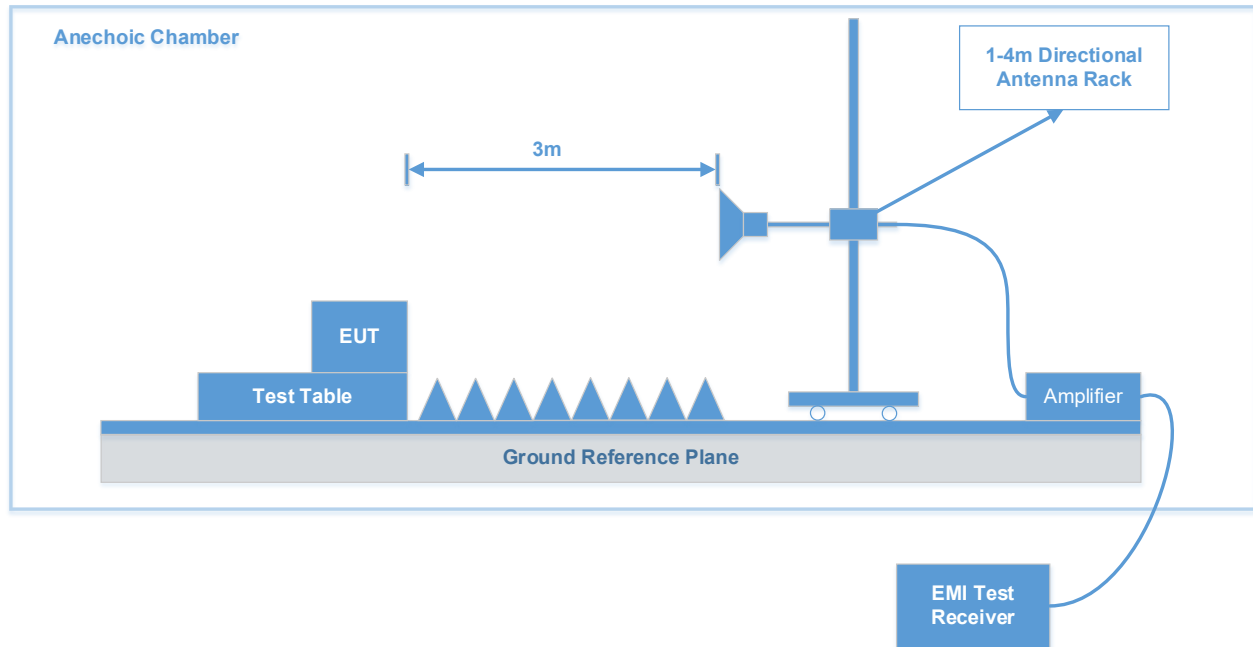 Anechoic Chamber
1-4m Directional
Antenna Rack
3m
EUT
Test Table
Amplifier
Ground Reference Plane
EMI Test
Receiver